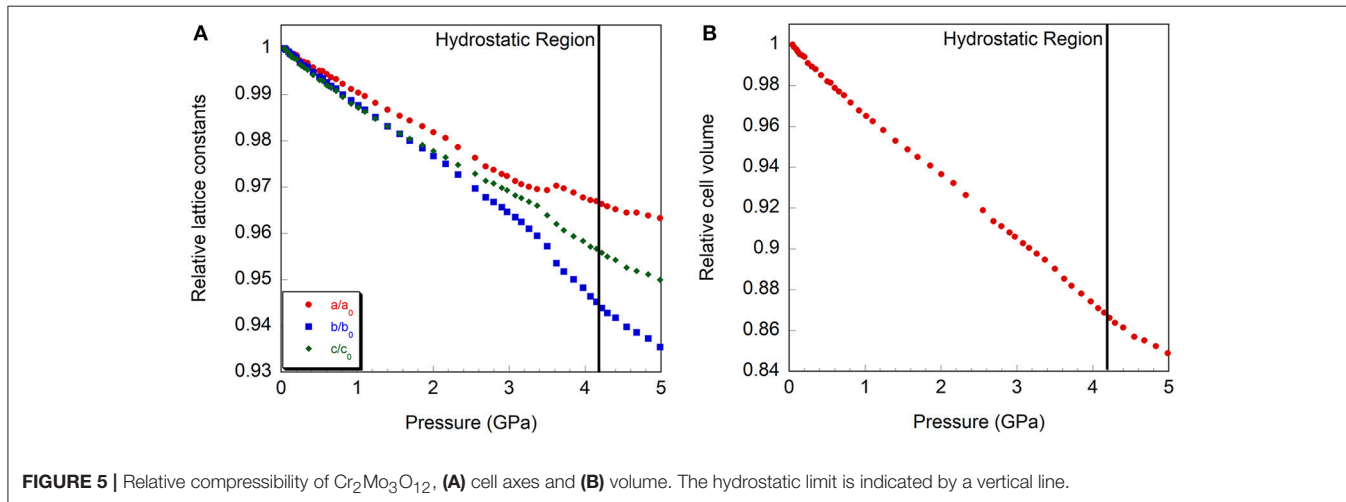 A
Hydrostatic Region
Relative lattice constants
1
0.99
0.98
0.97
0.96
0.95
0.94
0.93
a/a₀
b/b₀
c/c₀
0 1 2 3 4 5
Pressure (GPa)
B
Hydrostatic Region
Relative cell volume
1
0.98
0.96
0.94
0.92
0.9
0.88
0.86
0.84
0 1 2 3 4 5
Pressure (GPa)
FIGURE 5 | Relative compressibility of Cr₂Mo₃O₁₂, (A) cell axes and (B) volume. The hydrostatic limit is indicated by a vertical line.